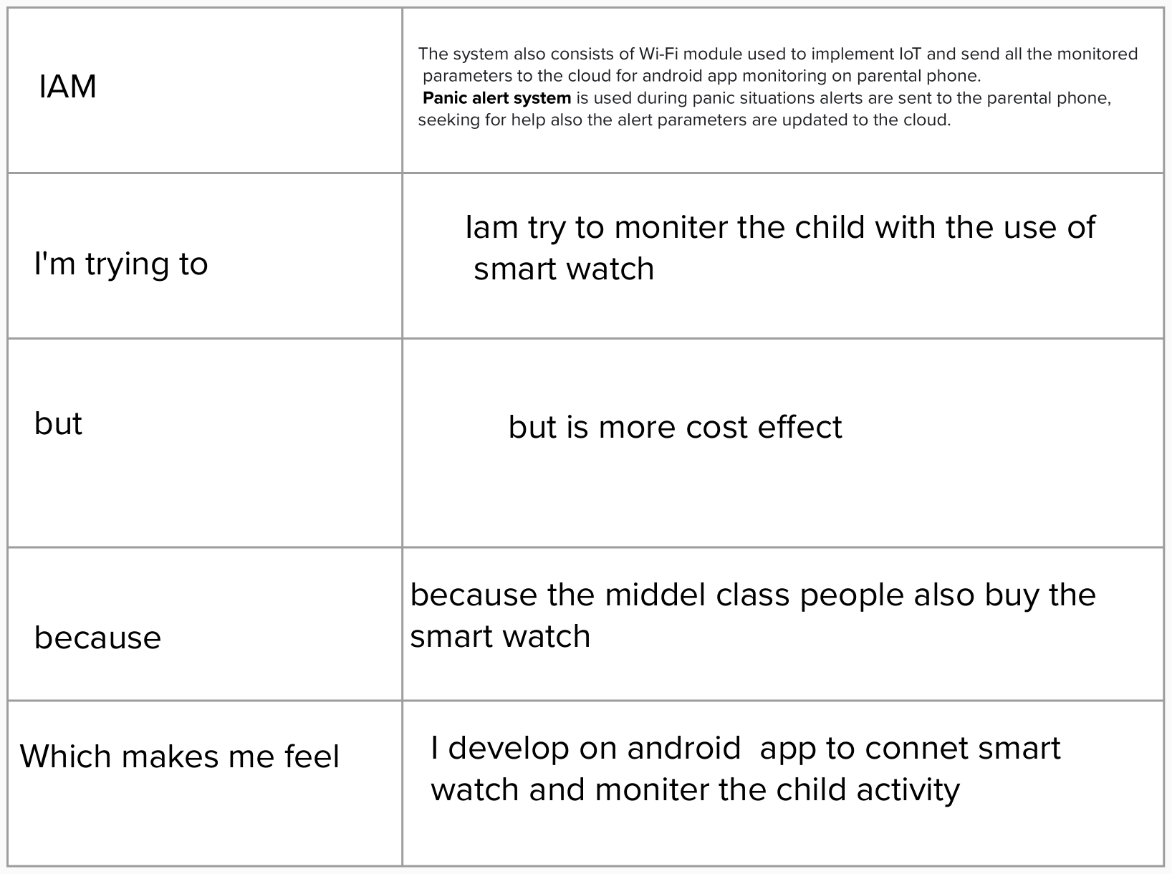 IAM
The system also consists of Wi-Fi module used to implement IoT and send all the monitored
parameters to the cloud for android app monitoring on parental phone.
Panic alert system is used during panic situations alerts are sent to the parental phone,
seeking for help also the alert parameters are updated to the cloud.
I'm trying to
Iam try to moniter the child with the use of
smart watch
but
but is more cost effect
because
because the middel class people also buy the
smart watch
Which makes me feel
I develop on android app to connet smart
watch and moniter the child activity